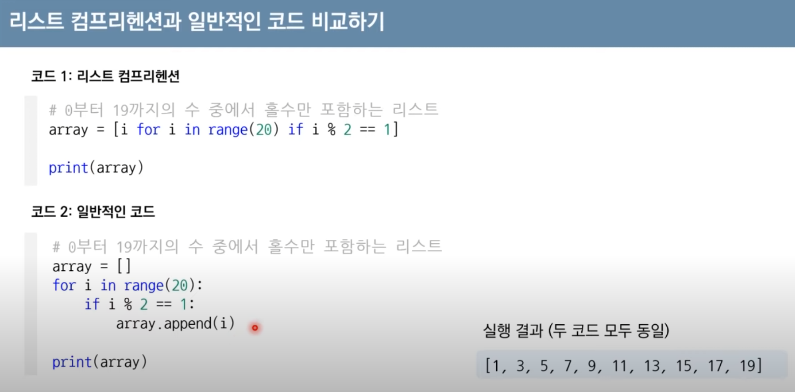 리스트 컴프리헨션과 일반적인 코드 비교하기
코드 1: 리스트 컴프리헨션
# 0부터 19까지의 수 중에서 홀수만 포함하는 리스트
array = [i for i in range(20) if i % 2 == 1]
print(array)
코드 2: 일반적인 코드
# 0부터 19까지의 수 중에서 홀수만 포함하는 리스트
array = []
for i in range(20):
    if i % 2 == 1:
        array.append(i)
print(array)
실행 결과 (두 코드 모두 동일)
[1, 3, 5, 7, 9, 11, 13, 15, 17, 19]